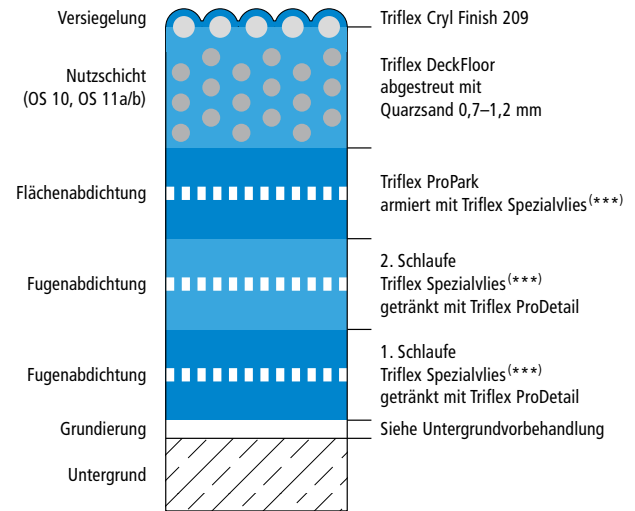 Versiegelung
Triflex Cryl Finish 209
Nutzschicht
(OS 10, OS 11a/b)
Triflex DeckFloor
abgestreut mit
Quarzsand 0,7–1,2 mm
Flächenabdichtung
Triflex ProPark
armiert mit Triflex Spezialvlies(***)
Fugenabdichtung
2. Schlaufe
Triflex Spezialvlies(***)
getränkt mit Triflex ProDetail
Fugenabdichtung
1. Schlaufe
Triflex Spezialvlies(***)
getränkt mit Triflex ProDetail
Grundierung
Siehe Untergrundvorbehandlung
Untergrund